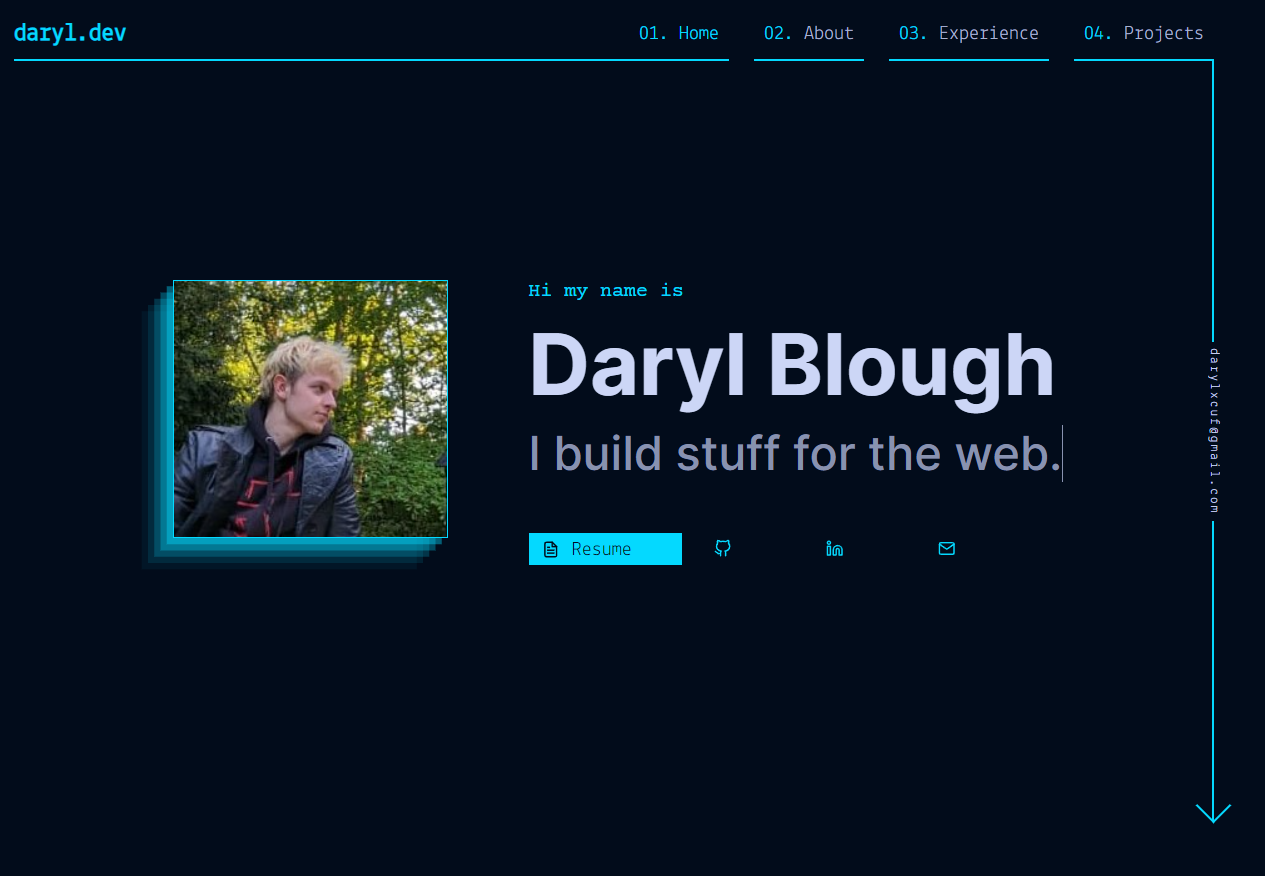 daryl.dev
01. Home
02. About
03. Experience
04. Projects
Hi my name is
Daryl Blough
I build stuff for the web.
Resume
darylxcuf@gmail.com